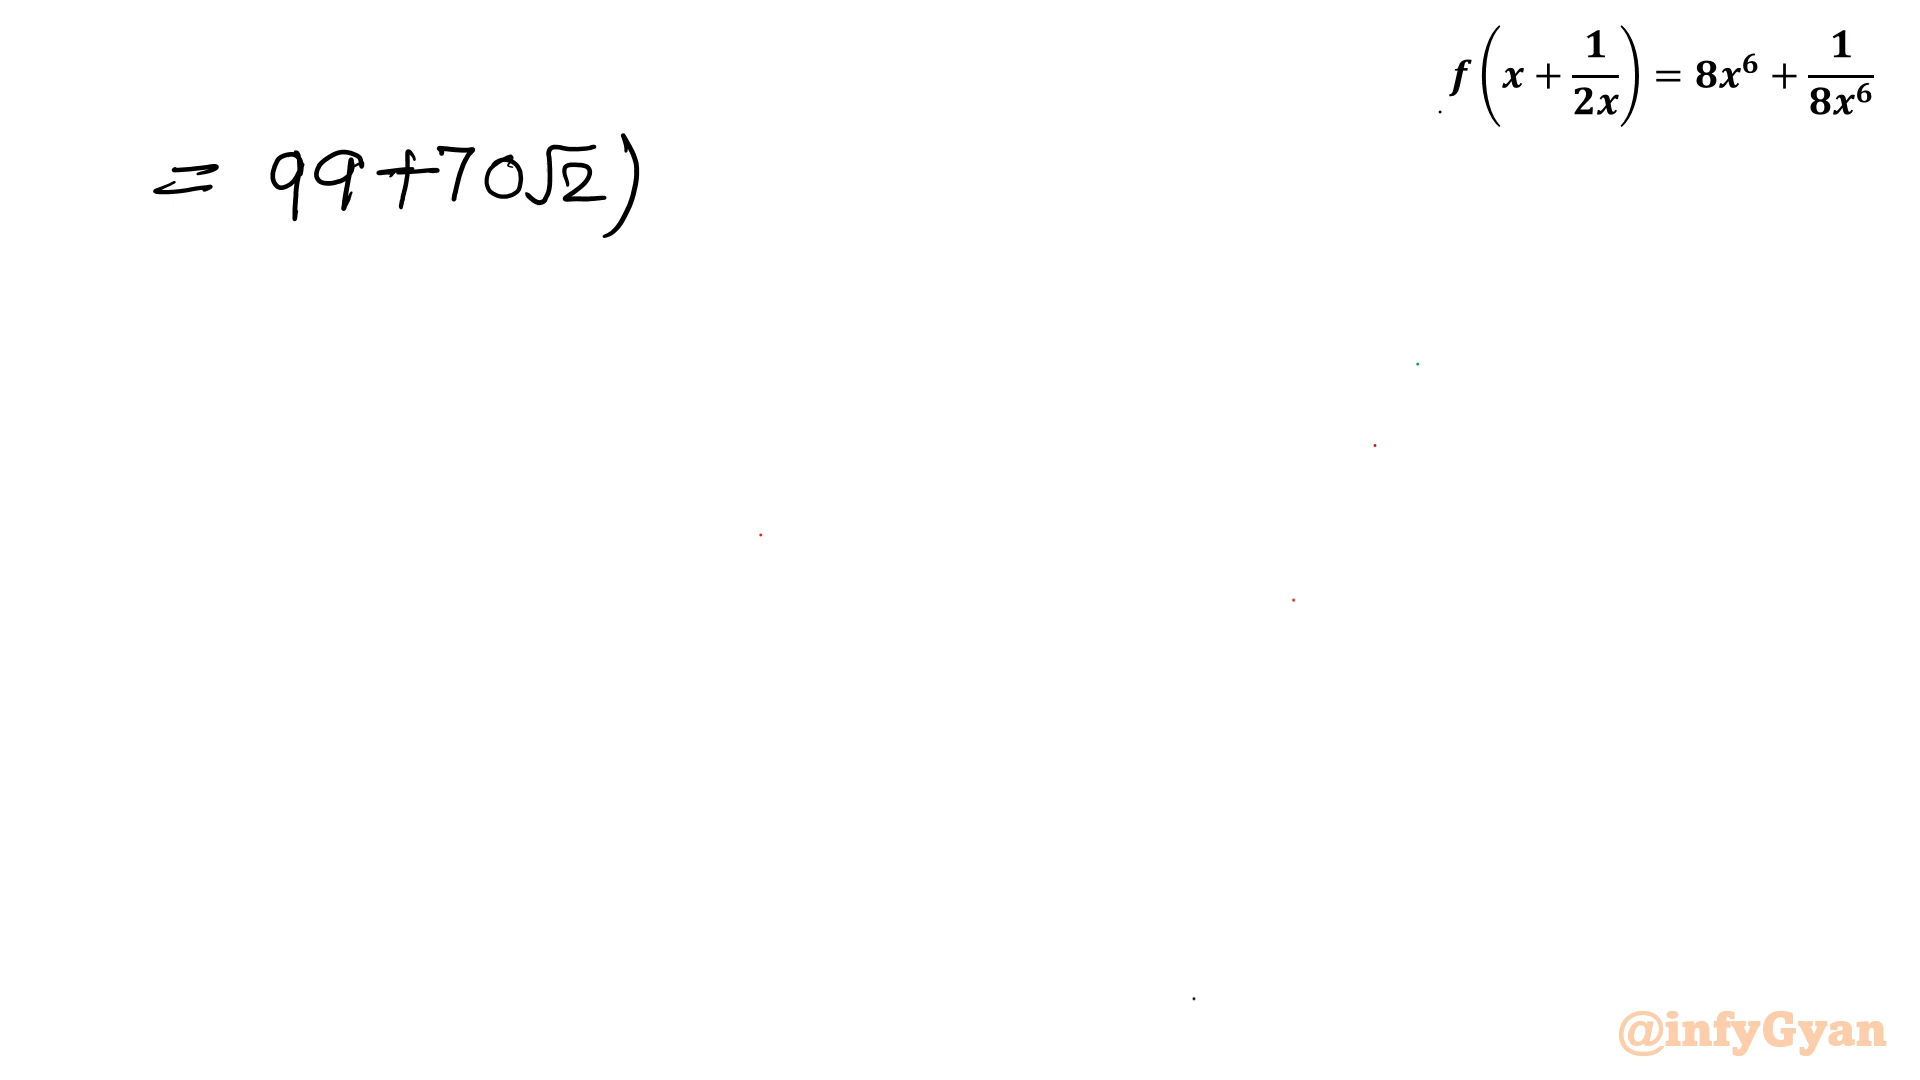 f(x + 1/2x) = 8x⁶ + 1/8x⁶
= 99+70√2)
@infyGyan